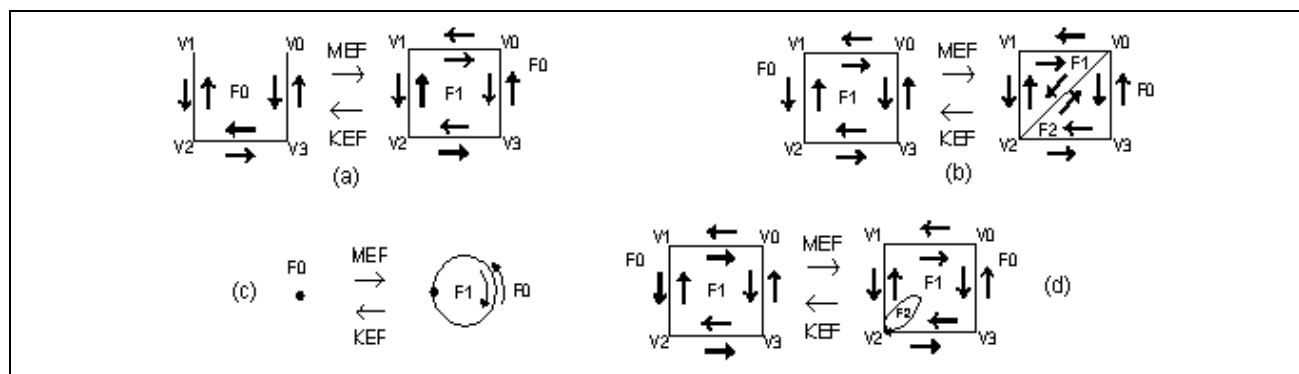 V1 V0 MEF V1 V0
F0 F0
F1
KEF
V2 V3 V2 V3
(a)
V1 V0 MEF V1 V0
F0 F1
F1 F0
KEF F2
V2 V3 V2 V3
(b)
MEF
(c) F0 F1 F0
KEF
V1 V0 MEF V1 V0
F0 F0
F1 F1 (d)
KEF F2
V2 V3 V2 V3